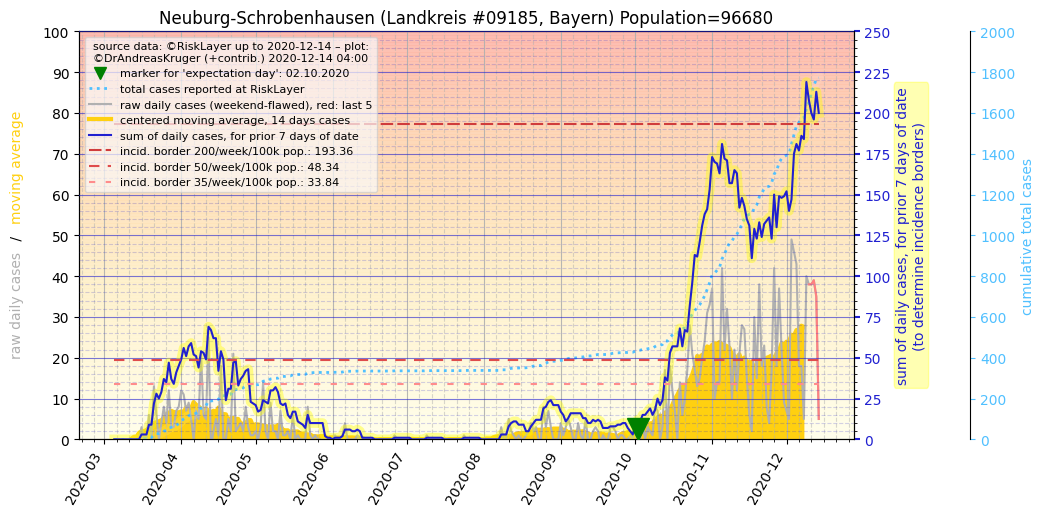 Neuburg-Schrobenhausen (Landkreis #09185, Bayern) Population=96680
source data: ©RiskLayer up to 2020-12-14 – plot:
©DrAndreasKruger (+contrib.) 2020-12-14 04:00
marker for 'expectation day': 02.10.2020
total cases reported at RiskLayer
raw daily cases (weekend-flawed), red: last 5
centered moving average, 14 days cases
sum of daily cases, for prior 7 days of date
incid. border 200/week/100k pop.: 193.36
incid. border 50/week/100k pop.: 48.34
incid. border 35/week/100k pop.: 33.84
raw daily cases / moving average
100
90
80
70
60
50
40
30
20
10
0
2020-03
2020-04
2020-05
2020-06
2020-07
2020-08
2020-09
2020-10
2020-11
2020-12
250
225
200
175
150
125
100
75
50
25
0
sum of daily cases, for prior 7 days of date
(to determine incidence borders)
2000
1800
1600
1400
1200
1000
800
600
400
200
0
cumulative total cases